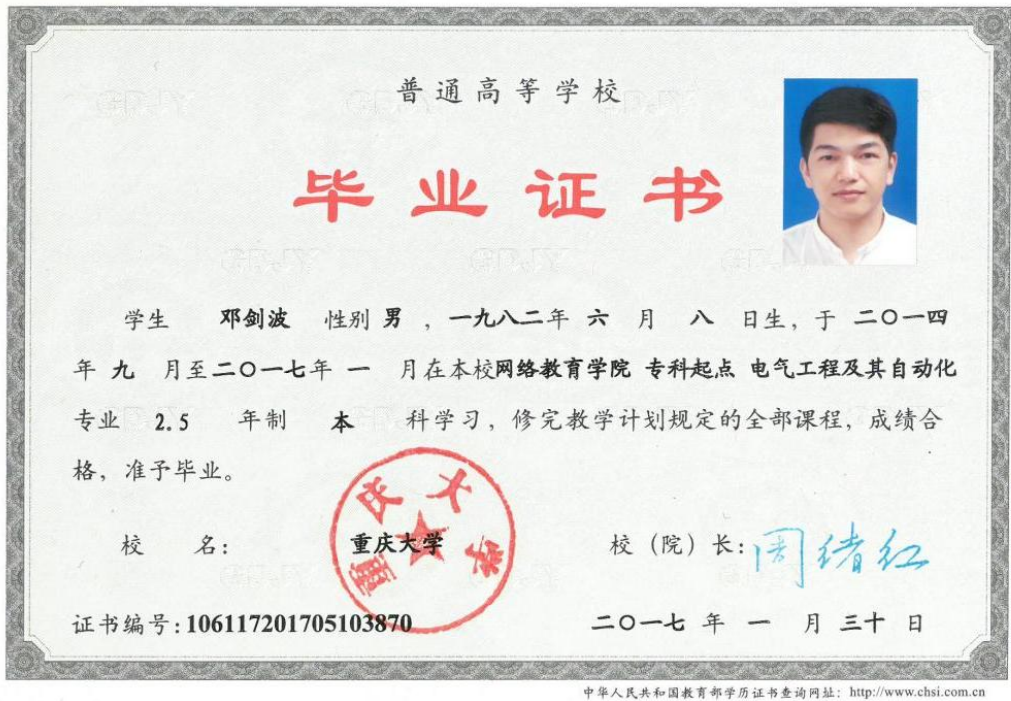 普通高等学校
毕业证书
学生 邓剑波 性别 男 ，一九八二年 六 月 八 日生，于 二〇一四
年 九 月至二〇一七年 一 月在本校网络教育学院 专科起点 电气工程及其自动化
专业 2.5 年制 本 科学习，修完教学计划规定的全部课程，成绩合
格，准予毕业。
重庆大学
校 名： 重庆大学 校（院）长：周绪红
证书编号：106117201705103870 二〇一七 年 一 月 三十 日
中华人民共和国教育部学历证书查询网址：http://www.chsi.com.cn